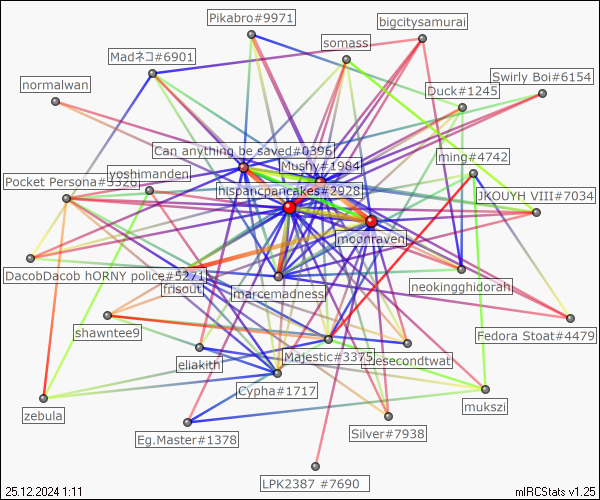 Pikabro#9971
bigcitysamurai
somass
Madネコ#6901
Swirly Boi#6154
normalwan
Duck#1245
Can anything be saved#0396
ming#4742
Mushy#1984
yoshimanden
Pocket Persona#3326
hispancpancakes#2928
JKOUYH VIII#7034
moonraven
DacobDacob hORNY police#5271
frisout
marcemadness
neokingghidorah
shawntee9
Fedora Stoat#4479
Majestic#3375
eliakith
Cypha#1717
mukszi
zebula
Silver#7938
Eg.Master#1378
LPK2387 #7690
25.12.2024 1:11
mIRCStats v1.25